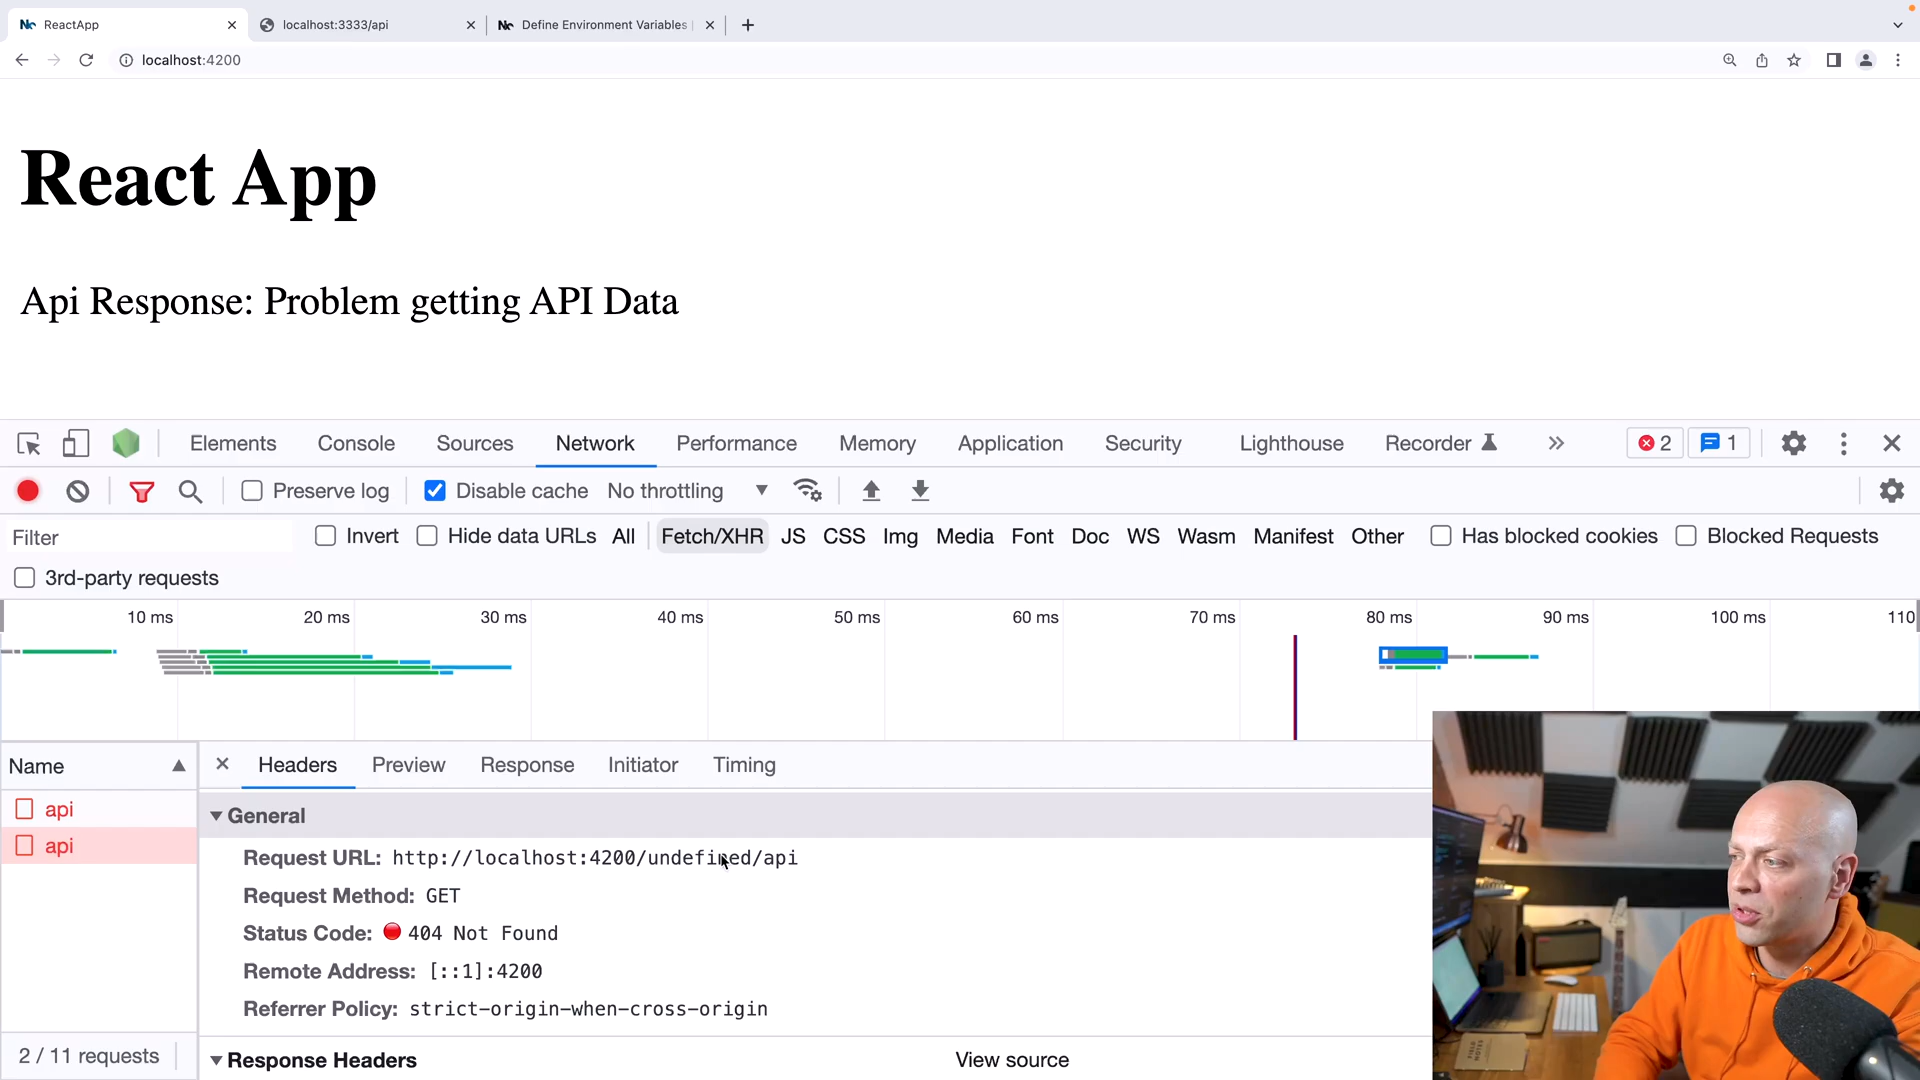 ReactApp
localhost:3333/api
Define Environment Variables
localhost:4200
React App
Api Response: Problem getting API Data
Elements
Console
Sources
Network
Performance
Memory
Application
Security
Lighthouse
Recorder
2
1
Preserve log
Disable cache
No throttling
Filter
Invert
Hide data URLs
All
Fetch/XHR
JS
CSS
Img
Media
Font
Doc
WS
Wasm
Manifest
Other
Has blocked cookies
Blocked Requests
3rd-party requests
10 ms
20 ms
30 ms
40 ms
50 ms
60 ms
70 ms
80 ms
90 ms
100 ms
110
Name
Headers
Preview
Response
Initiator
Timing
api
api
General
Request URL: http://localhost:4200/undefined/api
Request Method: GET
Status Code: 404 Not Found
Remote Address: [::1]:4200
Referrer Policy: strict-origin-when-cross-origin
Response Headers
View source
2 / 11 requests
FIELD
NOTES